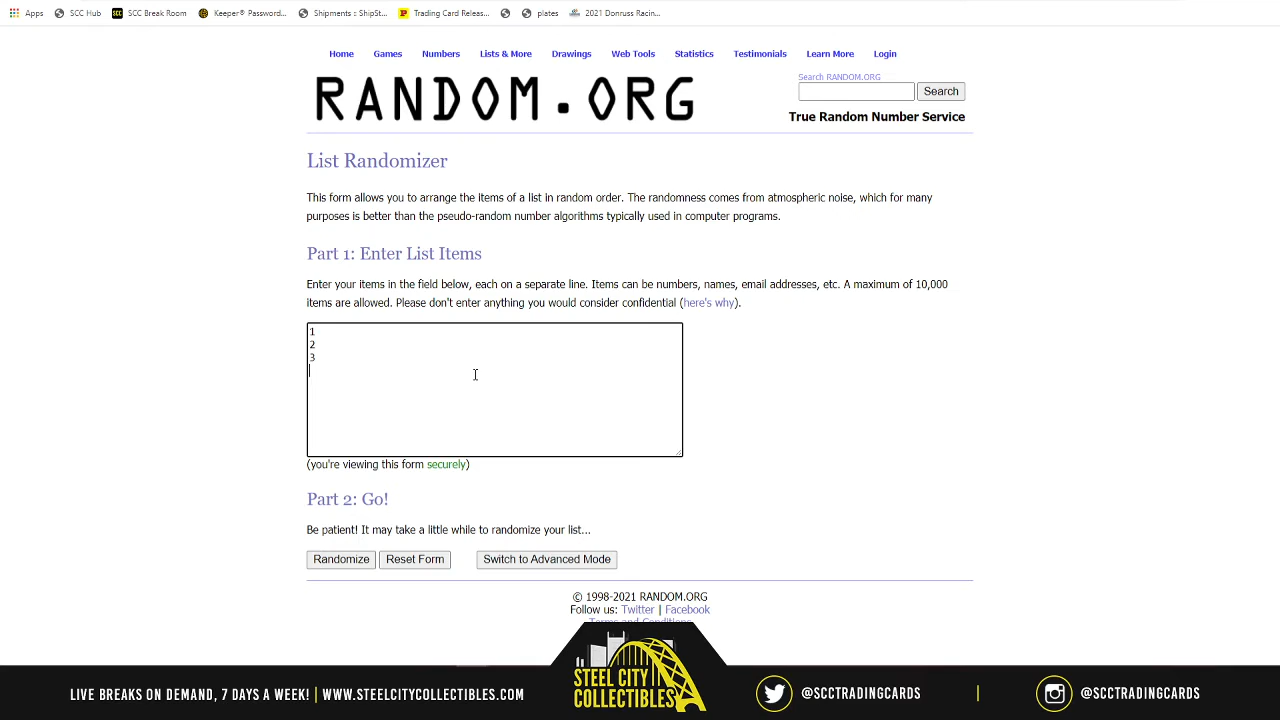 Apps SCC Hub SCC Break Room Keeper® Password... Shipments :: ShipSt... Trading Card Releas... plates 2021 Donruss Racin...
Home Games Numbers Lists & More Drawings Web Tools Statistics Testimonials Learn More Login
RANDOM.ORG
Search RANDOM.ORG
Search
True Random Number Service
List Randomizer
This form allows you to arrange the items of a list in random order. The randomness comes from atmospheric noise, which for many
purposes is better than the pseudo-random number algorithms typically used in computer programs.
Part 1: Enter List Items
Enter your items in the field below, each on a separate line. Items can be numbers, names, email addresses, etc. A maximum of 10,000
items are allowed. Please don't enter anything you would consider confidential (here's why).
1
2
3
(you're viewing this form securely)
Part 2: Go!
Be patient! It may take a little while to randomize your list...
Randomize Reset Form Switch to Advanced Mode
© 1998-2021 RANDOM.ORG
Follow us: Twitter | Facebook
Terms and Conditions
STEEL CITY
COLLECTIBLES
LIVE BREAKS ON DEMAND, 7 DAYS A WEEK! | WWW.STEELCITYCOLLECTIBLES.COM
@SCCTRADINGCARDS | @SCCTRADINGCARDS